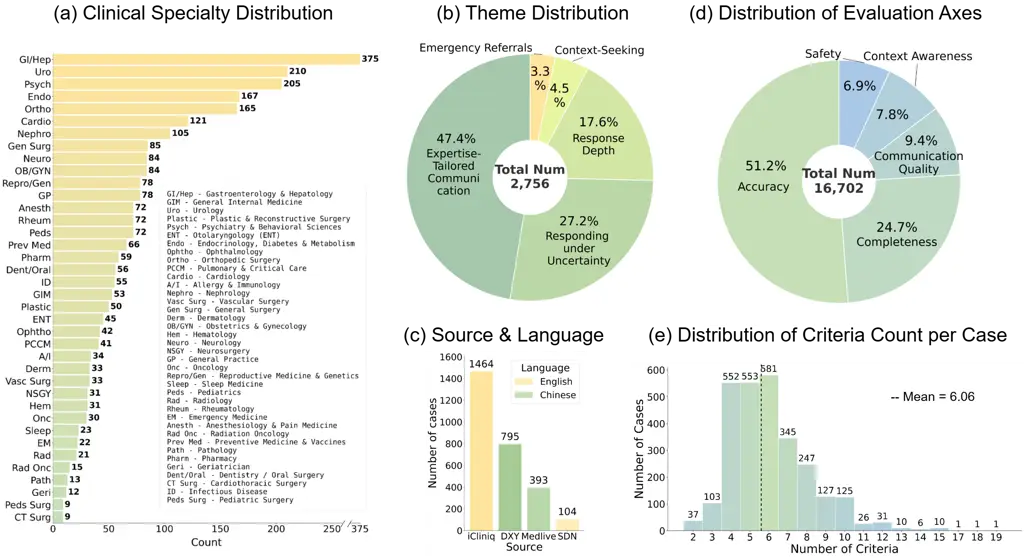 (a) Clinical Specialty Distribution
GI/Hep 375
Uro 210
Psych 205
Endo 167
Ortho 165
Cardio 121
Nephro 105
Gen Surg 85
Neuro 84
OB/GYN 84
Repro/Gen 78
GP 78
Anesth 72
Rheum 72
Peds 72
Prev Med 66
Pharm 59
Dent/Oral 56
ID 55
GIM 53
Plastic 50
ENT 45
Ophtho 42
PCCM 41
A/I 34
Derm 33
Vasc Surg 33
NSGY 31
Hem 31
Onc 30
Sleep 23
EM 22
Rad 21
Rad Onc 15
Path 13
Geri 12
Peds Surg 9
CT Surg 9
0 50 100 150 200 250 // 375
Count
GI/Hep - Gastroenterology & Hepatology
GIM - General Internal Medicine
Uro - Urology
Plastic - Plastic & Reconstructive Surgery
Psych - Psychiatry & Behavioral Sciences
ENT - Otolaryngology (ENT)
Endo - Endocrinology, Diabetes & Metabolism
Ophtho - Ophthalmology
Ortho - Orthopedic Surgery
PCCM - Pulmonary & Critical Care
Cardio - Cardiology
A/I - Allergy & Immunology
Nephro - Nephrology
Vasc Surg - Vascular Surgery
Gen Surg - General Surgery
Derm - Dermatology
OB/GYN - Obstetrics & Gynecology
Hem - Hematology
Neuro - Neurology
NSGY - Neurosurgery
GP - General Practice
Onc - Oncology
Repro/Gen - Reproductive Medicine & Genetics
Sleep - Sleep Medicine
Peds - Pediatrics
Rad - Radiology
Rheum - Rheumatology
EM - Emergency Medicine
Anesth - Anesthesiology & Pain Medicine
Rad Onc - Radiation Oncology
Prev Med - Preventive Medicine & Vaccines
Path - Pathology
Pharm - Pharmacy
Geri - Geriatrician
Dent/Oral - Dentistry / Oral Surgery
CT Surg - Cardiothoracic Surgery
ID - Infectious Disease
Peds Surg - Pediatric Surgery
(b) Theme Distribution
Emergency Referrals
Context-Seeking
3.3
%
4.5
%
17.6%
Response
Depth
47.4%
Expertise-
Tailored
Communi
cation
Total Num
2,756
27.2%
Responding
under
Uncertainty
(d) Distribution of Evaluation Axes
Safety
Context Awareness
6.9%
7.8%
9.4%
Communication
Quality
51.2%
Accuracy
Total Num
16,702
24.7%
Completeness
(c) Source & Language
1600
1400
1200
1000
800
600
400
200
0
Number of cases
1464
795
393
104
Language
English
Chinese
iCliniq DXY Medlive SDN
Source
(e) Distribution of Criteria Count per Case
600
500
400
300
200
100
0
Number of Cases
37 103 552 553 581 345 247 127 125 26 31 10 6 10 1 1 1
-- Mean = 6.06
2 3 4 5 6 7 8 9 10 11 12 13 14 15 17 18 19
Number of Criteria